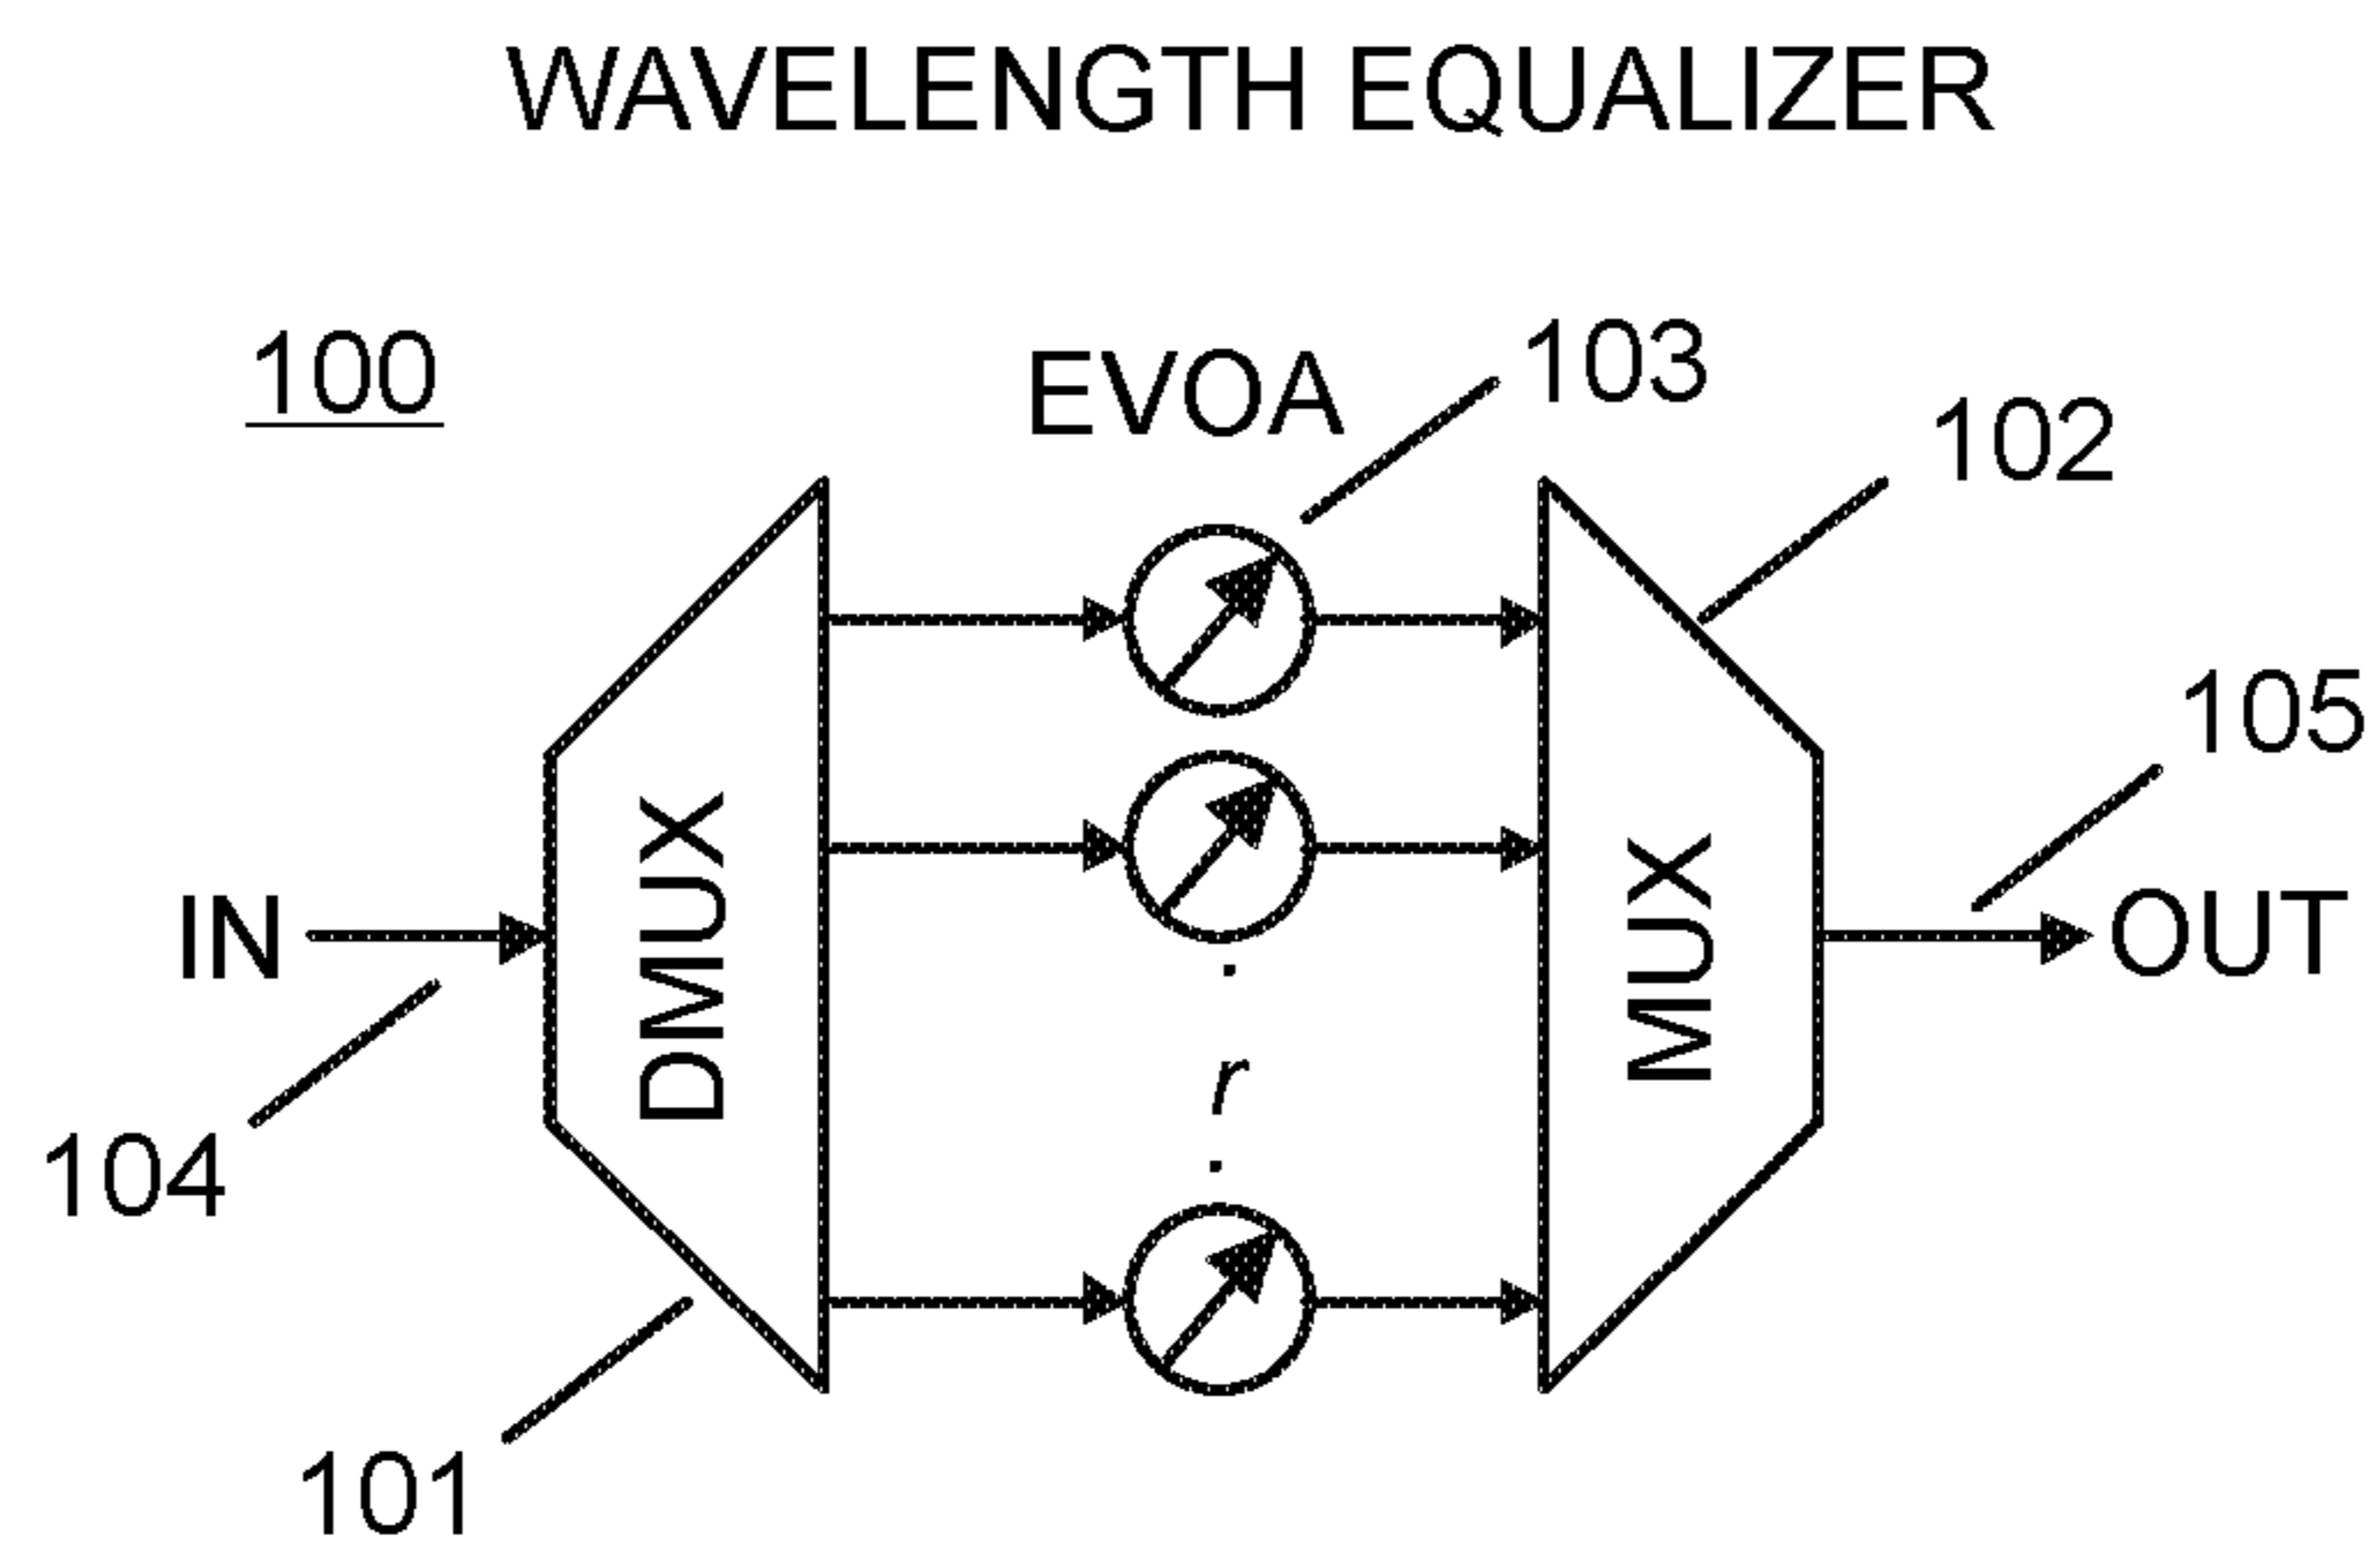 WAVELENGTH EQUALIZER
100
EVOA
103
102
105
IN
DMUX
MUX
OUT
104
101